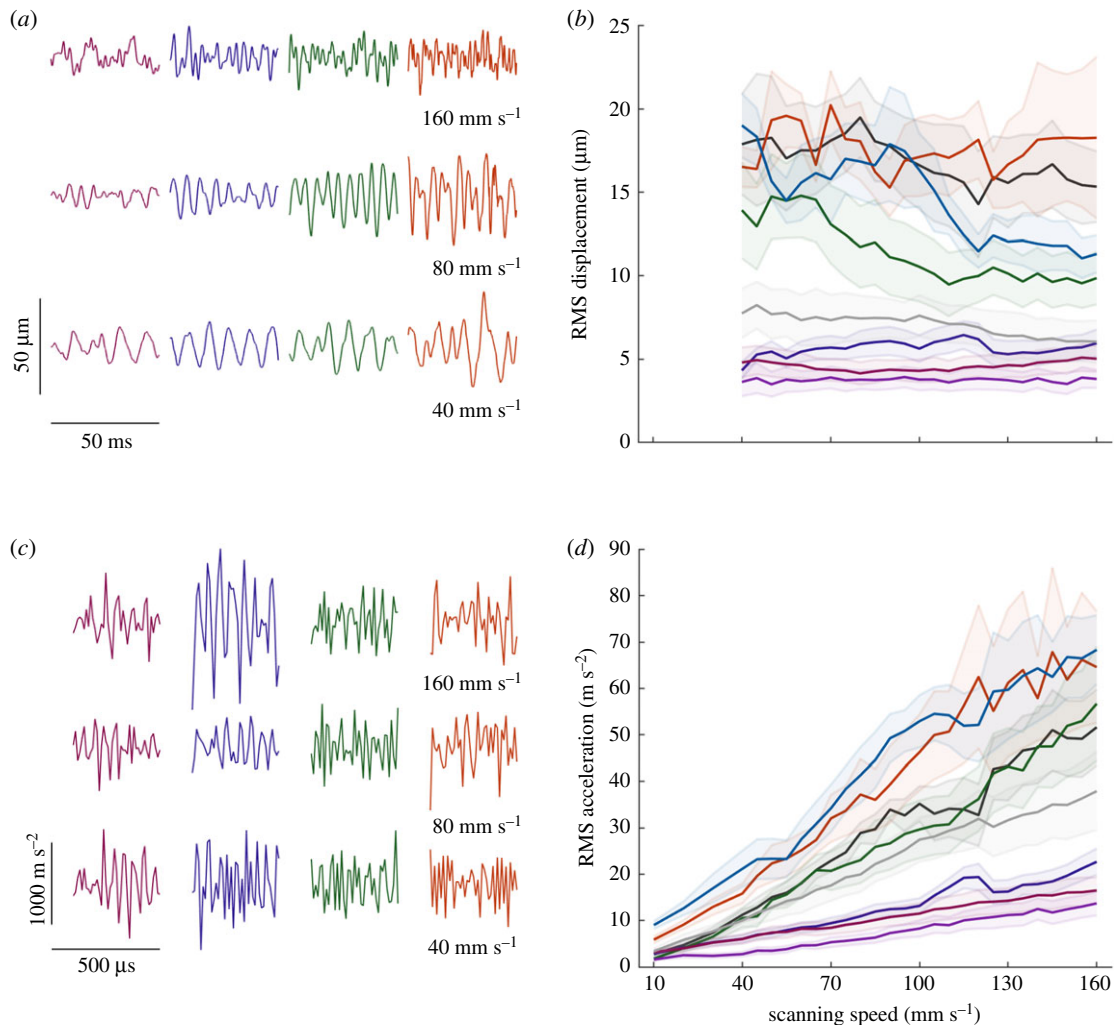 (a)
160 mm s⁻¹
80 mm s⁻¹
50 μm
40 mm s⁻¹
50 ms
(b)
25
20
15
10
5
0
RMS displacement (μm)
(c)
160 mm s⁻¹
80 mm s⁻¹
1000 m s⁻²
40 mm s⁻¹
500 μs
(d)
90
80
70
60
50
40
30
20
10
0
RMS acceleration (m s⁻²)
10 40 70 100 130 160
scanning speed (mm s⁻¹)